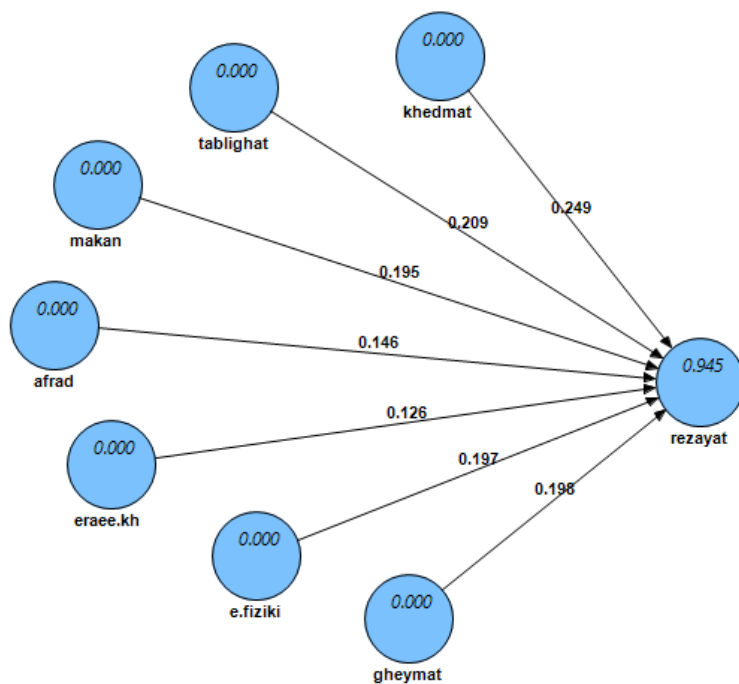 0.000
khedmat
0.000
tablighat
0.000
makan
0.249
0.209
0.195
0.000
afrad
0.146
0.945
rezayat
0.126
0.000
eraee.kh
0.197
0.198
0.000
e.fiziki
0.000
gheymat